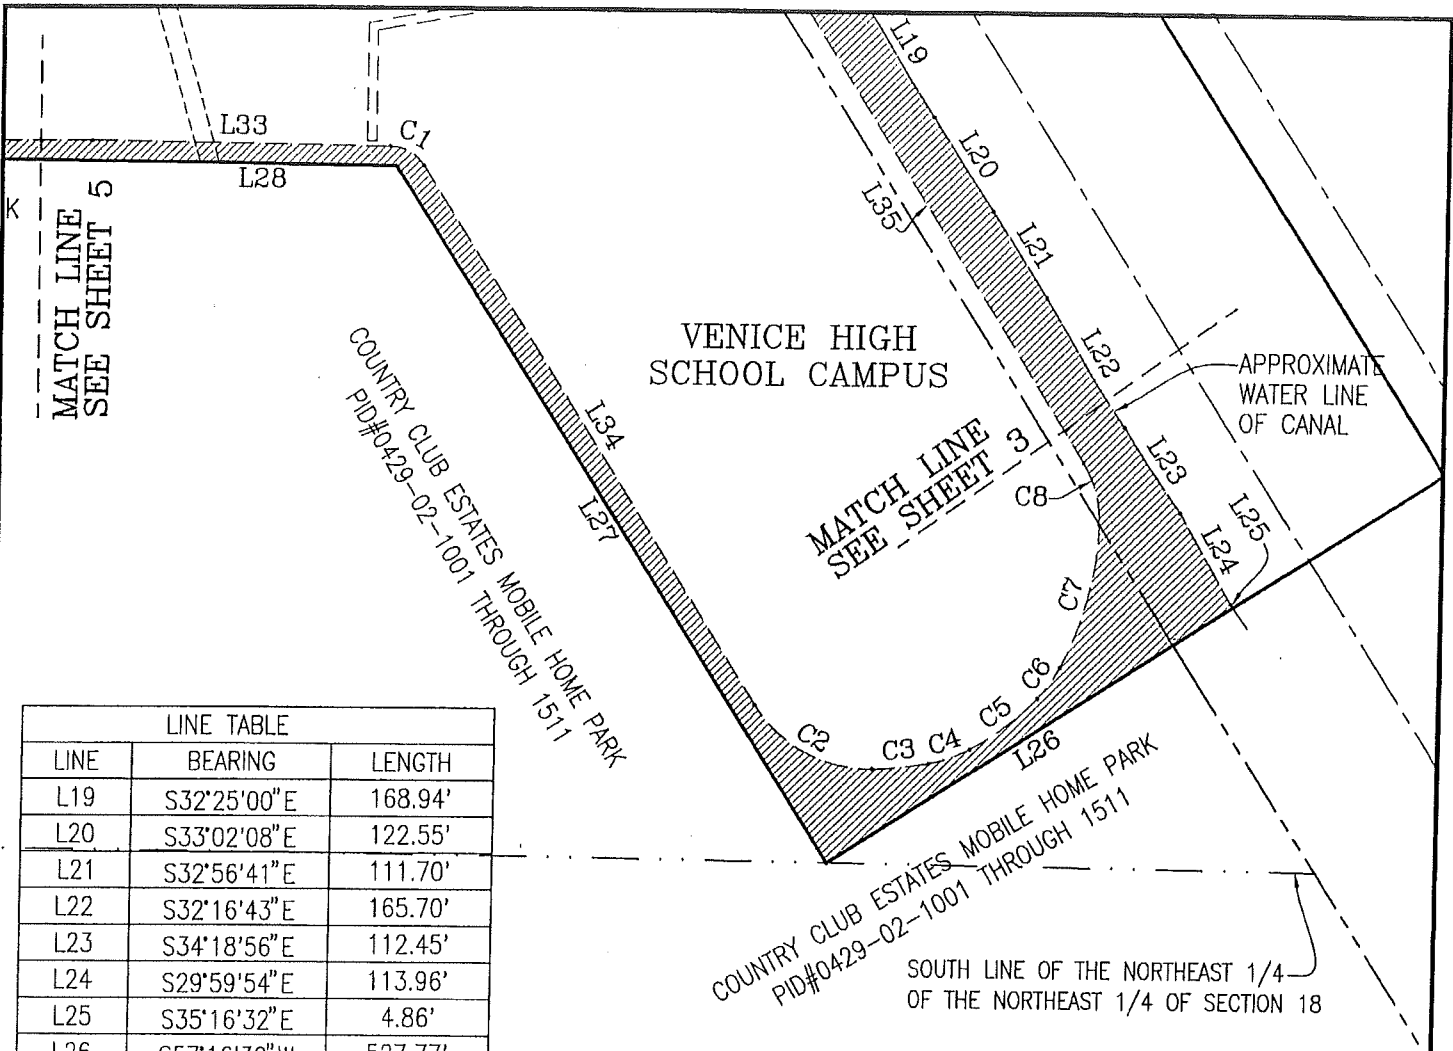 L19
L33
C1
L28
L20
K
MATCH LINE
SEE SHEET 5
L35
L21
VENICE HIGH
SCHOOL CAMPUS
L22
APPROXIMATE
WATER LINE
OF CANAL
COUNTRY CLUB ESTATES MOBILE HOME PARK
PID#0429-02-1001 THROUGH 1511
L34
L27
MATCH LINE
SEE SHEET 3
L23
C8
L25
L24
C7
C6
C5
C2
C3
C4
L26
COUNTRY CLUB ESTATES MOBILE HOME PARK
PID#0429-02-1001 THROUGH 1511
SOUTH LINE OF THE NORTHEAST 1/4
OF THE NORTHEAST 1/4 OF SECTION 18
LINE TABLE
LINE BEARING LENGTH
L19 S32°25'00"E 168.94'
L20 S33°02'08"E 122.55'
L21 S32°56'41"E 111.70'
L22 S32°16'43"E 165.70'
L23 S34°18'56"E 112.45'
L24 S29°59'54"E 113.96'
L25 S35°16'32"E 4.86'
L26